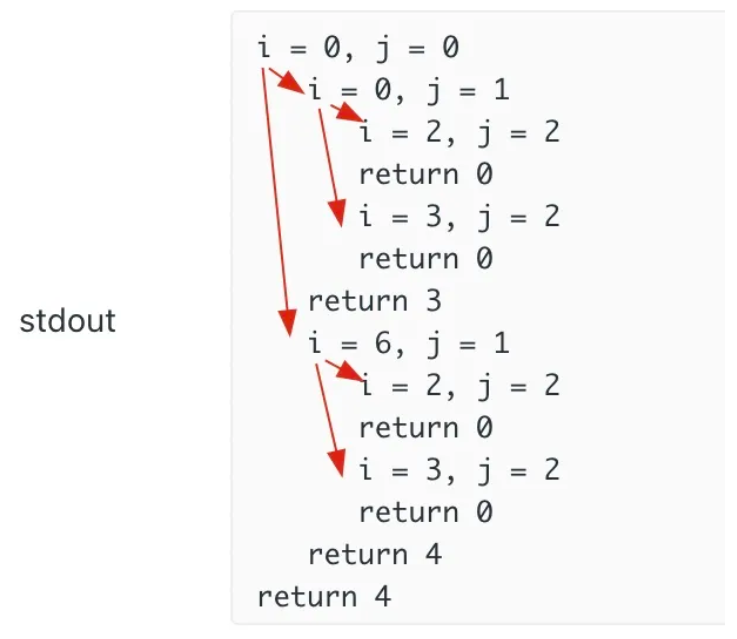 stdout
i = 0, j = 0
i = 0, j = 1
i = 2, j = 2
return 0
i = 3, j = 2
return 0
return 3
i = 6, j = 1
i = 2, j = 2
return 0
i = 3, j = 2
return 0
return 4
return 4